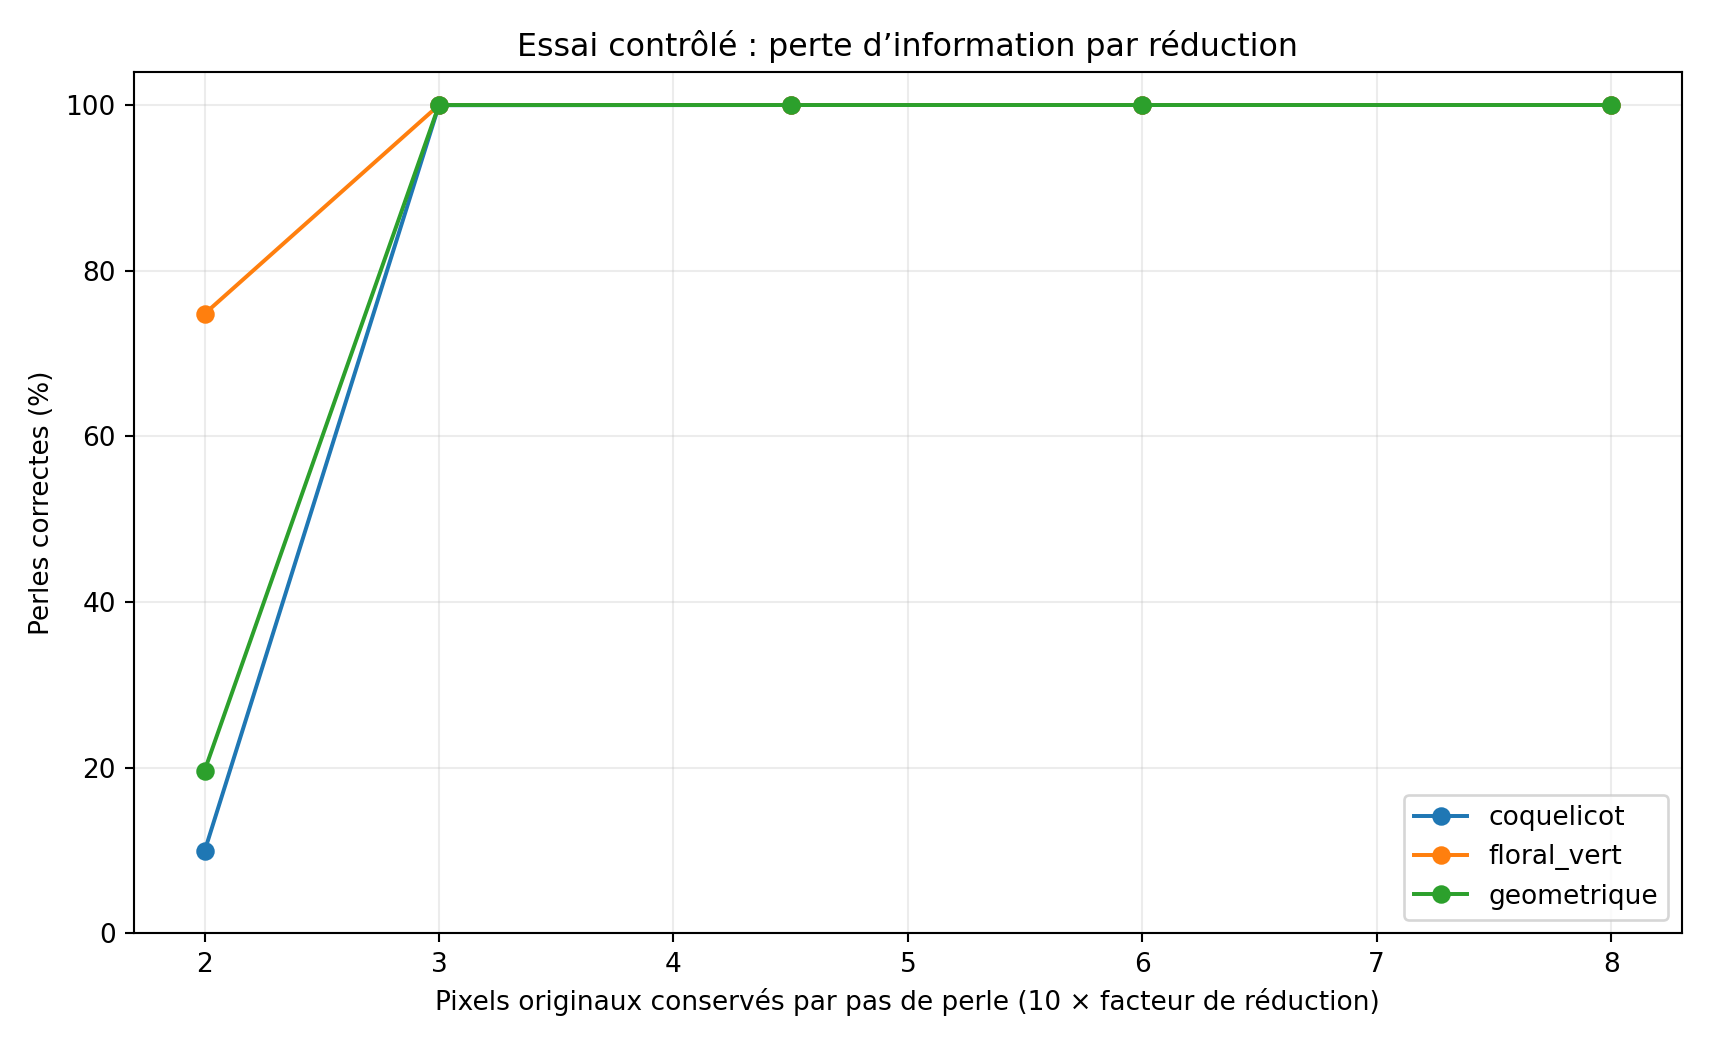 Essai contrôlé : perte d’information par réduction
Perles correctes (%)
100
80
60
40
20
0
2 3 4 5 6 7 8
Pixels originaux conservés par pas de perle (10 × facteur de réduction)
coquelicot
floral_vert
geometrique